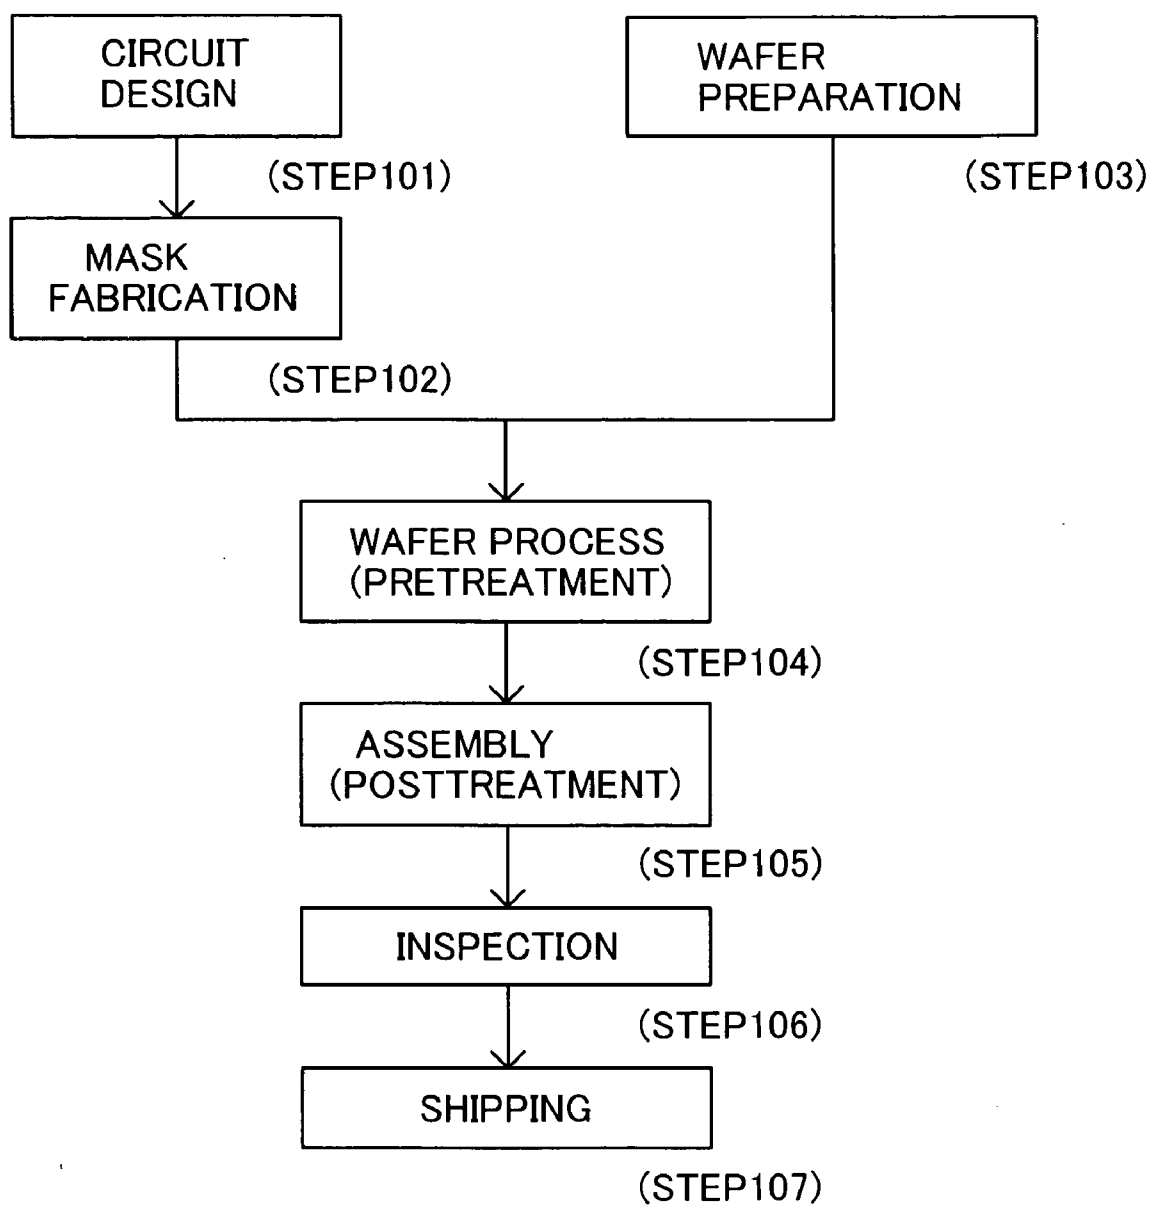 CIRCUIT
DESIGN
(STEP101)
MASK
FABRICATION
(STEP102)
WAFER
PREPARATION
(STEP103)
WAFER PROCESS
(PRETREATMENT)
(STEP104)
ASSEMBLY
(POSTTREATMENT)
(STEP105)
INSPECTION
(STEP106)
SHIPPING
(STEP107)